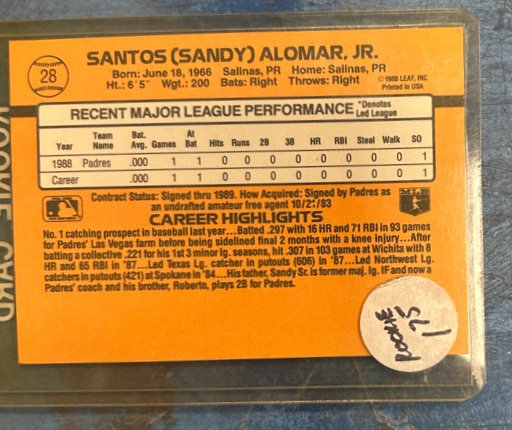 28
SANTOS (SANDY) ALOMAR, JR.
Born: June 18, 1966 Salinas, PR Home: Salinas, PR
Ht.: 6' 5" Wgt.: 200 Bats: Right Throws: Right
©1988 LEAF, INC
Printed in USA
RECENT MAJOR LEAGUE PERFORMANCE *Denotes Led League
Year Team Name Bat. Avg. Games At Bat Hits Runs 2B 3B HR RBI Steal Walk SO
1988 Padres .000 1 1 0 0 0 0 0 0 0 0 1
Career .000 1 1 0 0 0 0 0 0 0 0 1
Contract Status: Signed thru 1989. How Acquired: Signed by Padres as
an undrafted amateur free agent 10/21/83
CAREER HIGHLIGHTS
No. 1 catching prospect in baseball last year...Batted .297 with 16 HR and 71 RBI in 93 games
for Padres' Las Vegas farm before being sidelined final 2 months with a knee injury...After
batting a collective .221 for his 1st 3 minor lg. seasons, hit .307 in 103 games at Wichita with 8
HR and 65 RBI in '87...Led Texas Lg. catcher in putouts (606) in '87...Led Northwest Lg.
catchers in putouts (421) at Spokane in '84...His father, Sandy Sr. is former maj. lg. IF and now a
Padres' coach and his brother, Roberto, plays 2B for Padres.
ROOKIE
175
ROOKIE CARD